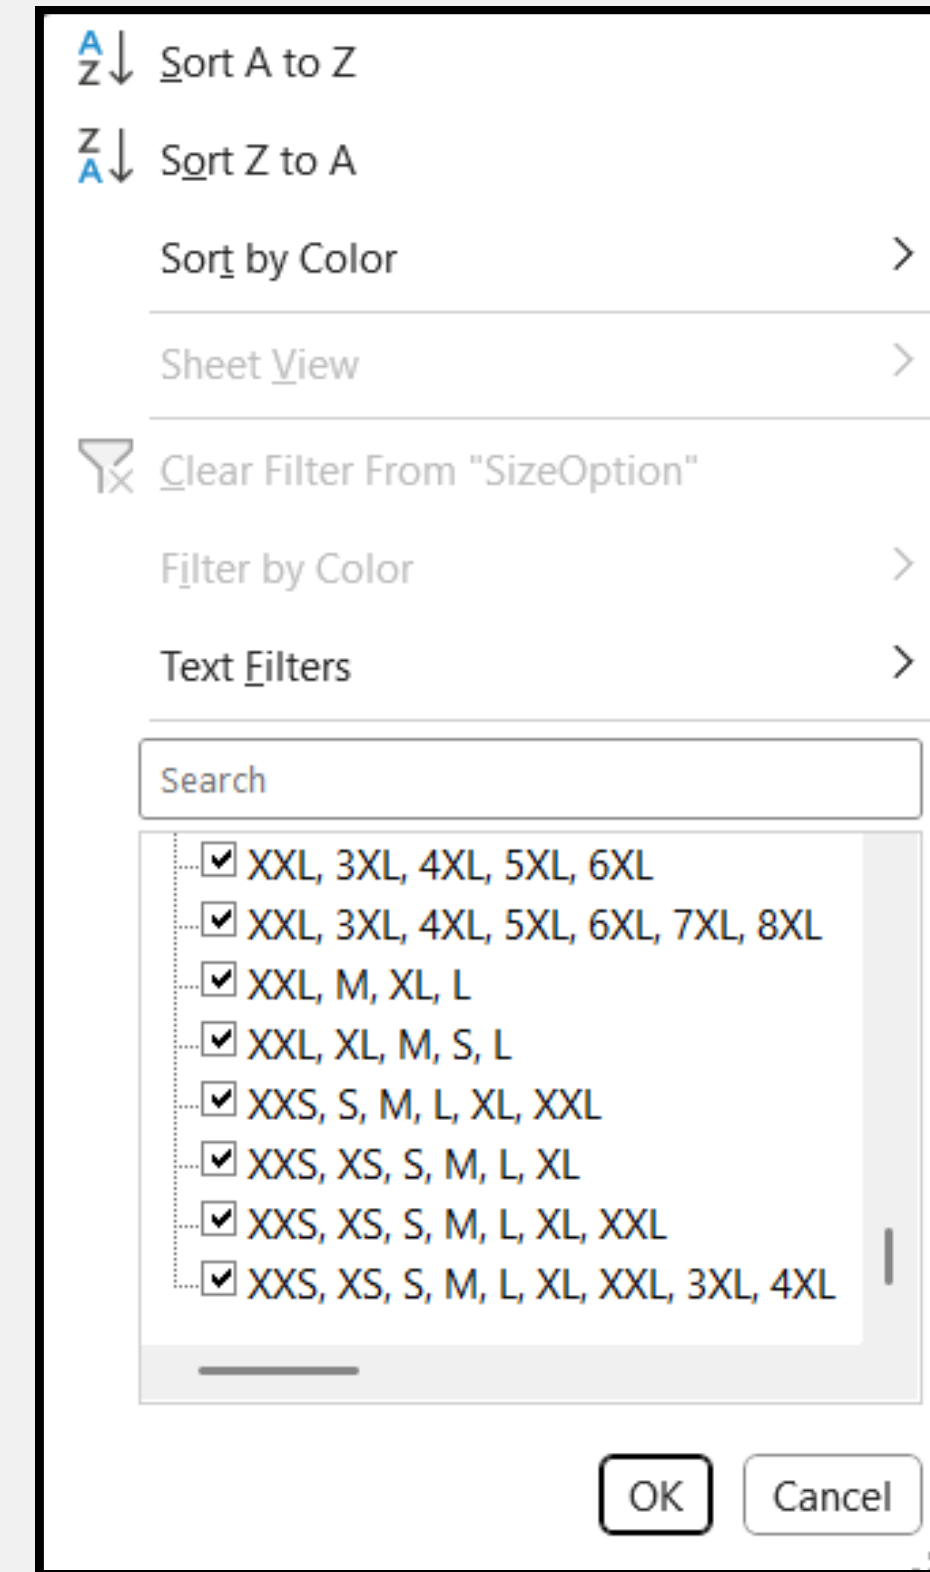 Sort A to Z
Sort Z to A
Sort by Color
Sheet View
Clear Filter From "SizeOption"
Filter by Color
Text Filters
Search
XXL, 3XL, 4XL, 5XL, 6XL
XXL, 3XL, 4XL, 5XL, 6XL, 7XL, 8XL
XXL, M, XL, L
XXL, XL, M, S, L
XXS, S, M, L, XL, XXL
XXS, XS, S, M, L, XL
XXS, XS, S, M, L, XL, XXL
XXS, XS, S, M, L, XL, XXL, 3XL, 4XL
OK Cancel